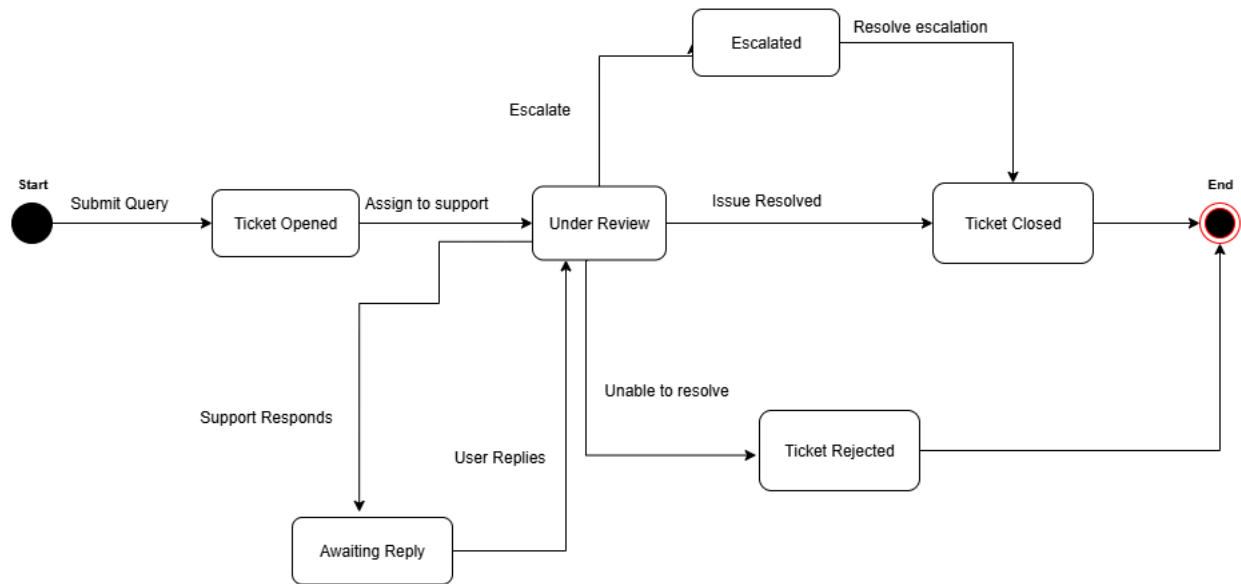 Escalated
Resolve escalation
Escalate
Start
Submit Query
Ticket Opened
Assign to support
Under Review
Issue Resolved
Ticket Closed
End
Unable to resolve
Support Responds
User Replies
Ticket Rejected
Awaiting Reply